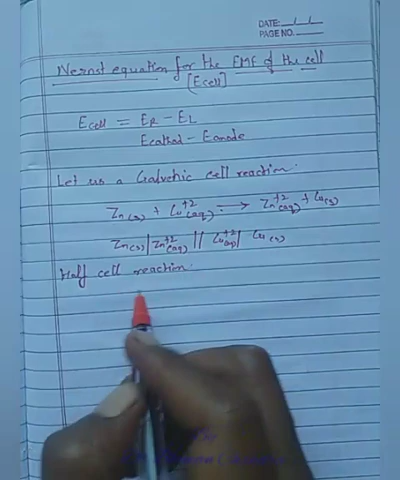 DATE:
PAGE NO.
Nernst equation for the EMF of the cell
[Ecell]
Ecell = ER - EL
Ecathod - Eanode
Let us a Galvenic cell reaction.
Zn(s) + Cu+2(aq) → Zn+2(aq) + Cu(s)
Zn(s)|Zn+2(aq)||Cu+2(aq)|Cu(s)
Half cell reaction.
By